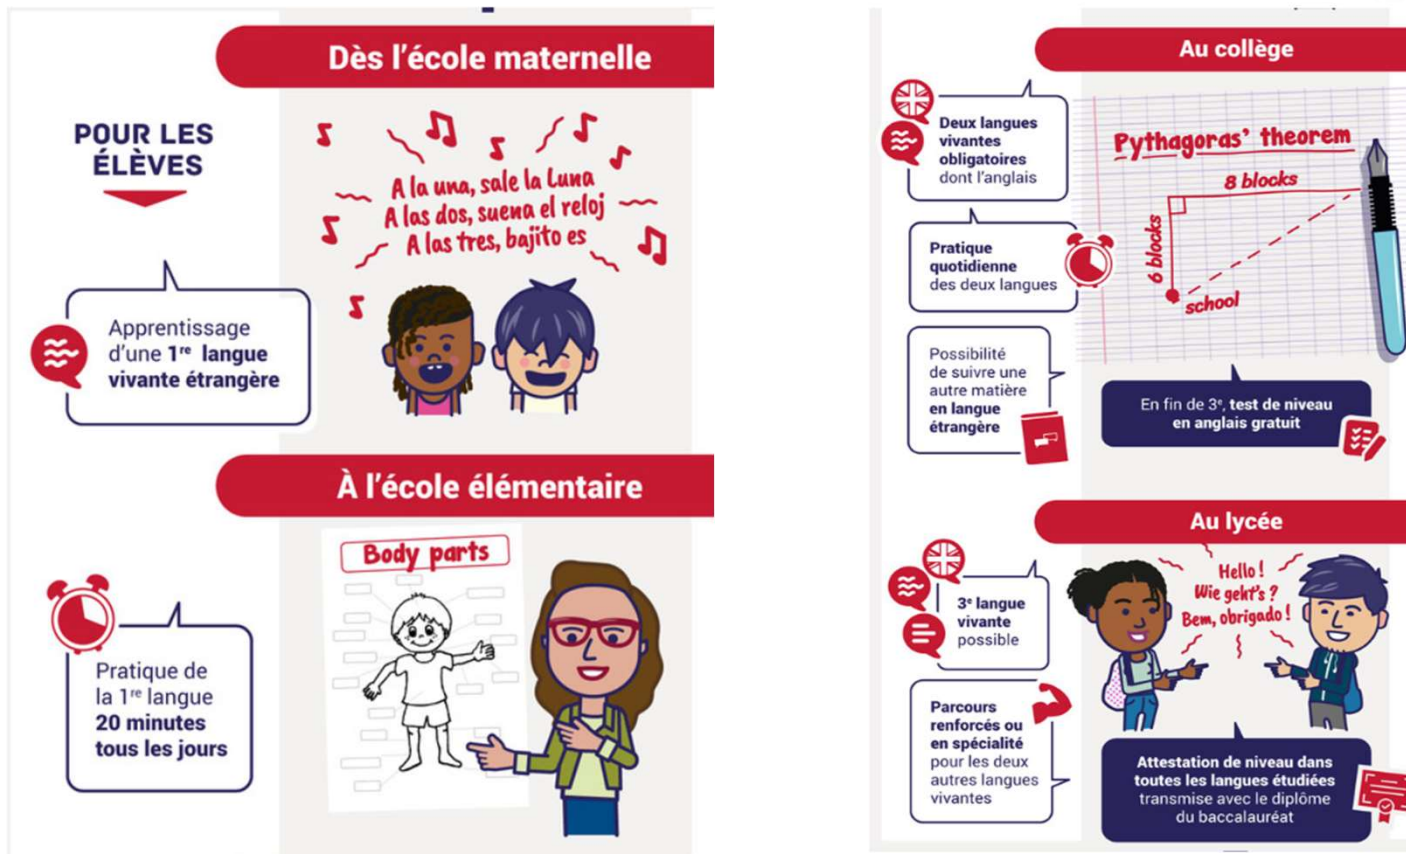 Dès l'école maternelle
POUR LES
ÉLÈVES
A la una, sale la Luna
A las dos, suena el reloj
A las tres, bajito es
Apprentissage
d'une 1re langue
vivante étrangère
À l'école élémentaire
Body parts
Pratique de
la 1re langue
20 minutes
tous les jours
Au collège
Deux langues
vivantes
obligatoires
dont l'anglais
Pythagoras' theorem
8 blocks
6 blocks
school
Pratique
quotidienne
des deux langues
Possibilité
de suivre une
autre matière
en langue
étrangère
En fin de 3e, test de niveau
en anglais gratuit
Au lycée
3e langue
vivante
possible
Hello !
Wie geht's ?
Bem, obrigado !
Parcours
renforcés ou
en spécialité
pour les deux
autres langues
vivantes
Attestation de niveau dans
toutes les langues étudiées
transmise avec le diplôme
du baccalauréat